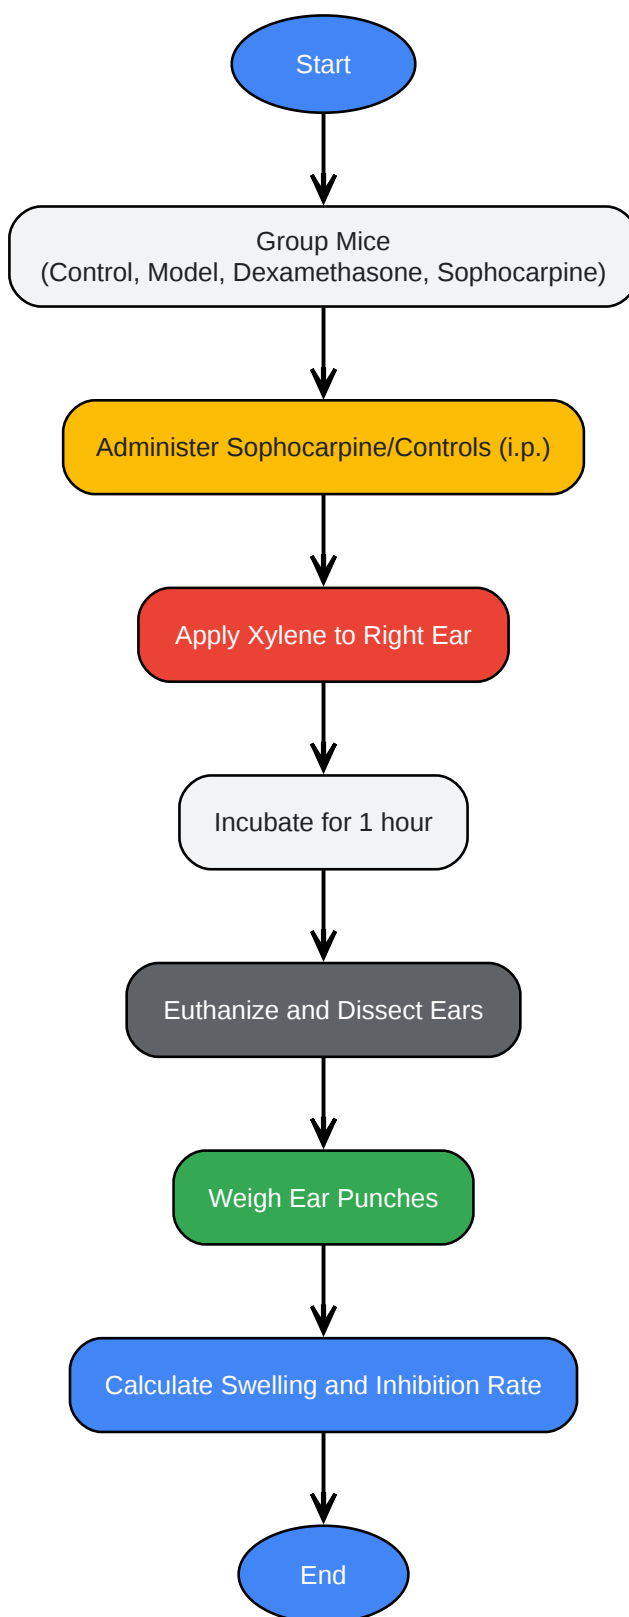 Start
Group Mice
(Control, Model, Dexamethasone, Sophocarpine)
Administer Sophocarpine/Controls (i.p.)
Apply Xylene to Right Ear
Incubate for 1 hour
Euthanize and Dissect Ears
Weigh Ear Punches
Calculate Swelling and Inhibition Rate
End